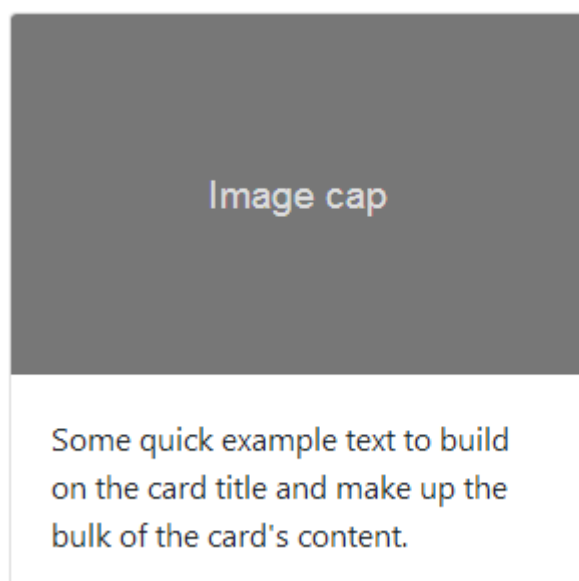 Image cap
Some quick example text to build
on the card title and make up the
bulk of the card's content.